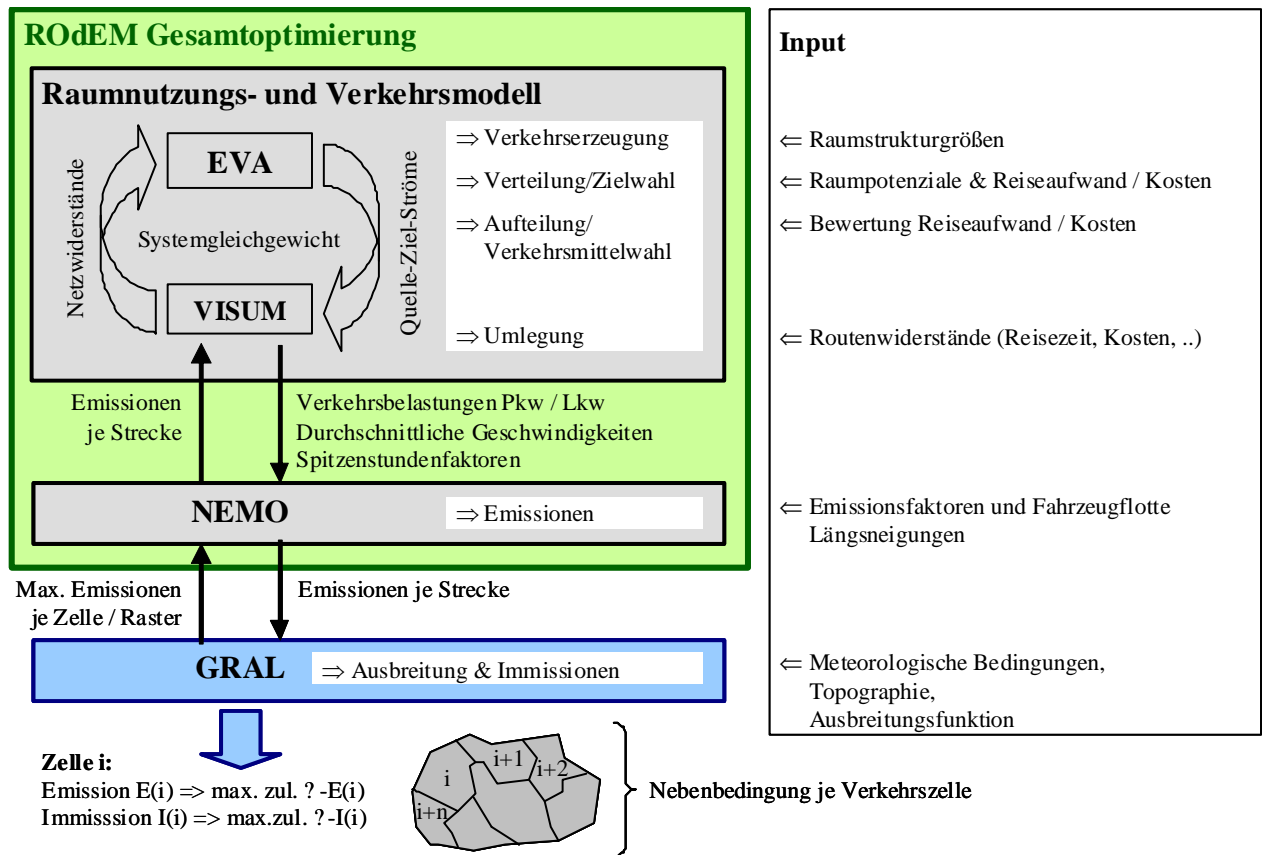 ROdEM Gesamtoptimierung
Raumnutzungs- und Verkehrsmodell
EVA
Netzwiderstände
Systemgleichgewicht
Quelle-Ziel-Ströme
VISUM
⇒ Verkehrserzeugung
⇒ Verteilung/Zielwahl
⇒ Aufteilung/
Verkehrsmittelwahl
⇒ Umlegung
Emissionen
je Strecke
Verkehrsbelastungen Pkw / Lkw
Durchschnittliche Geschwindigkeiten
Spitzenstundenfaktoren
NEMO
⇒ Emissionen
Max. Emissionen
je Zelle / Raster
Emissionen je Strecke
GRAL
⇒ Ausbreitung & Immissionen
Input
⇐ Raumstrukturgrößen
⇐ Raumpotenziale & Reiseaufwand / Kosten
⇐ Bewertung Reiseaufwand / Kosten
⇐ Routenwiderstände (Reisezeit, Kosten, ..)
⇐ Emissionsfaktoren und Fahrzeugflotte
Längsneigungen
⇐ Meteorologische Bedingungen,
Topographie,
Ausbreitungsfunktion
Zelle i:
Emission E(i) => max. zul. ? -E(i)
Immisssion I(i) => max.zul. ? -I(i)
i
i+1
i+2
i+n
Nebenbedingung je Verkehrszelle